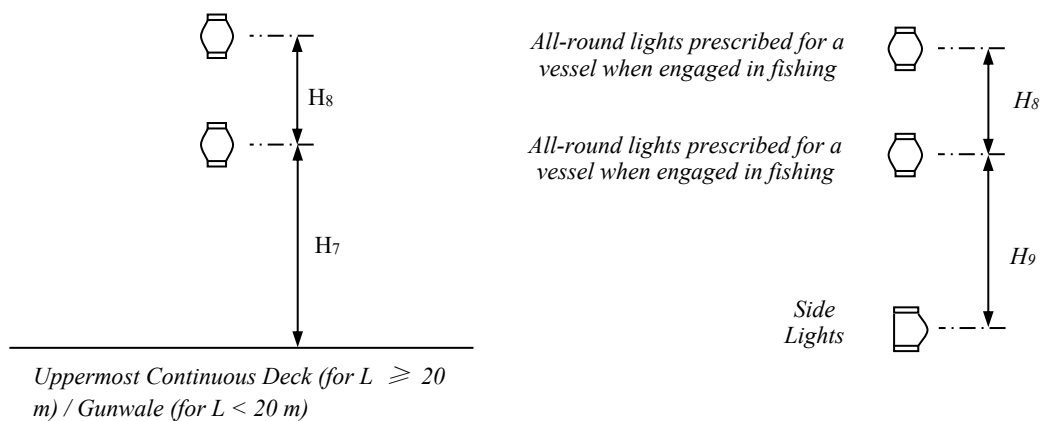 H8
H7
Uppermost Continuous Deck (for L ≥ 20
m) / Gunwale (for L < 20 m)
All-round lights prescribed for a
vessel when engaged in fishing
H8
All-round lights prescribed for a
vessel when engaged in fishing
H9
Side
Lights